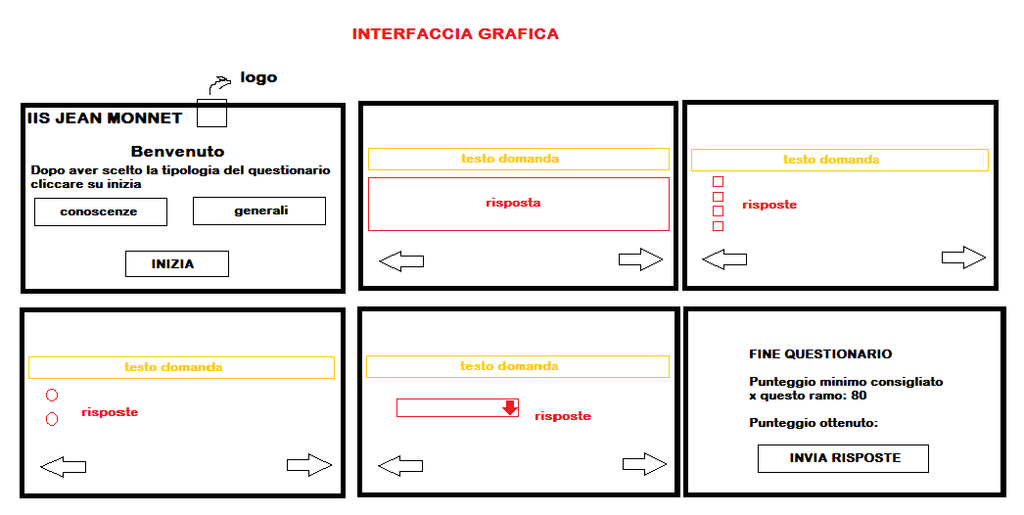 INTERFACCIA GRAFICA
logo
IIS JEAN MONNET
Benvenuto
Dopo aver scelto la tipologia del questionario
cliccare su inizia
conoscenze
generali
INIZIA
testo domanda
risposta
testo domanda
risposte
testo domanda
risposte
testo domanda
risposte
FINE QUESTIONARIO
Punteggio minimo consigliato
x questo ramo: 80
Punteggio ottenuto:
INVIA RISPOSTE